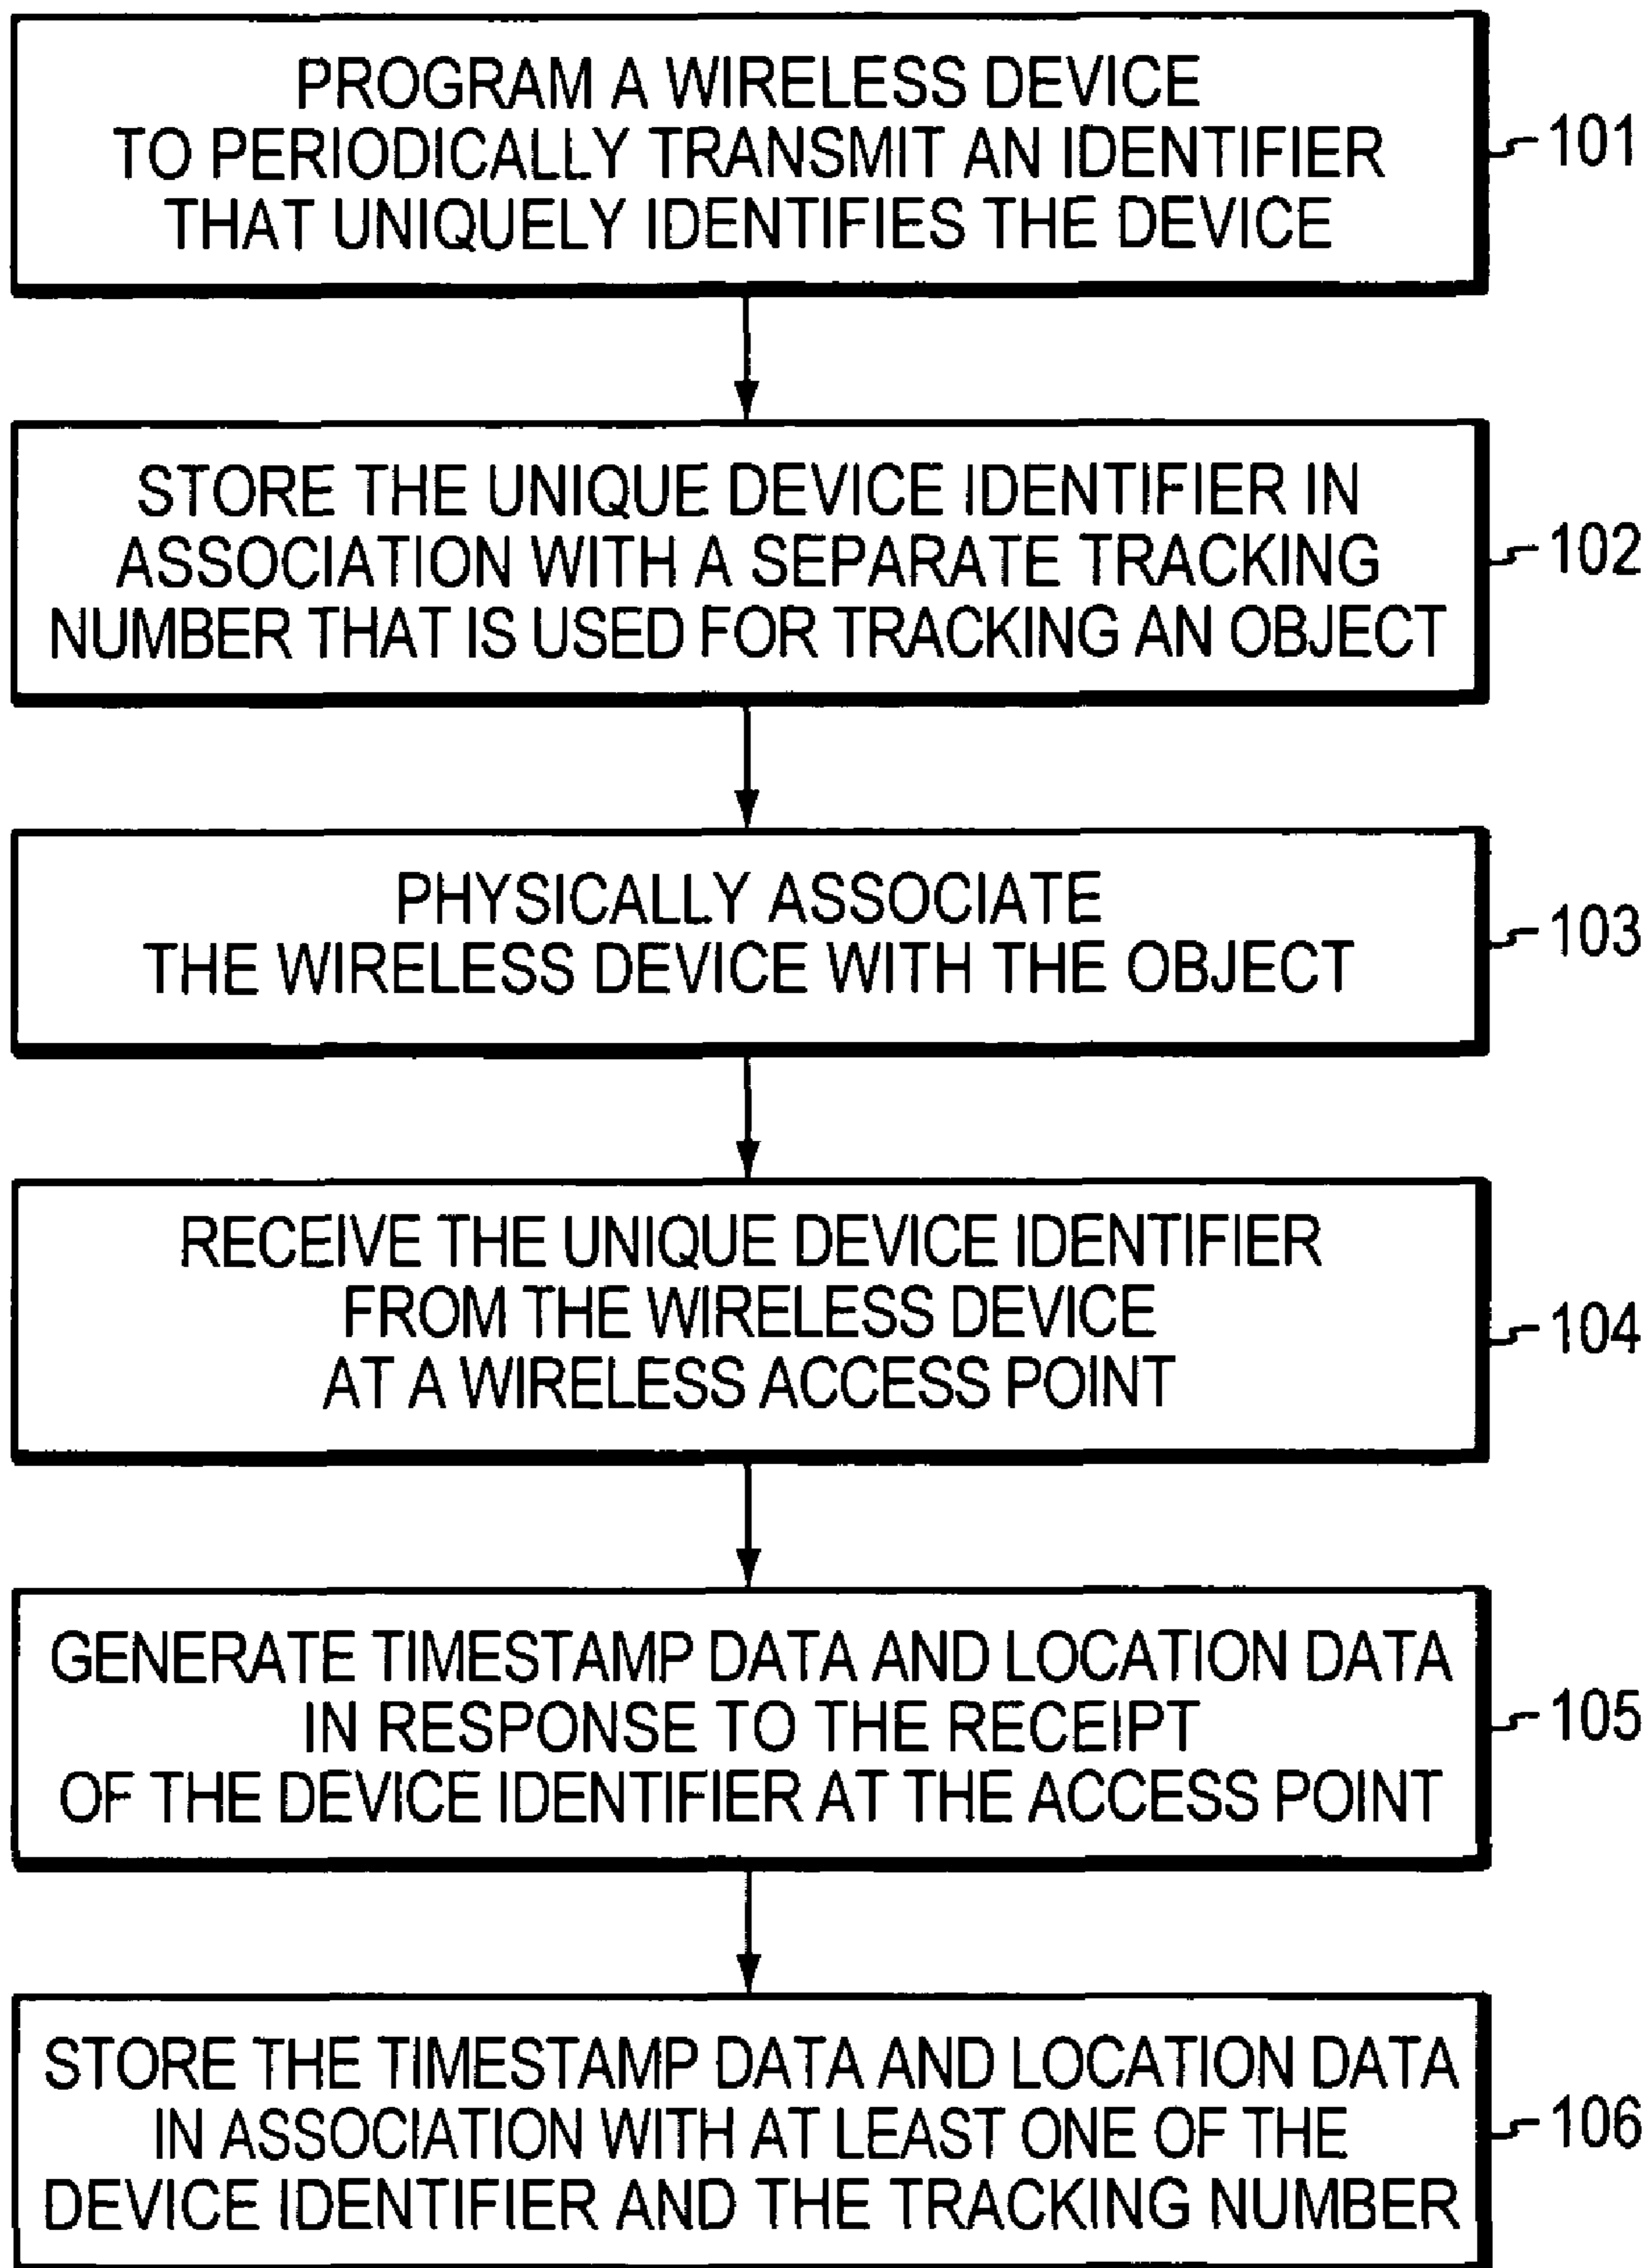 PROGRAM A WIRELESS DEVICE
TO PERIODICALLY TRANSMIT AN IDENTIFIER
THAT UNIQUELY IDENTIFIES THE DEVICE
101
STORE THE UNIQUE DEVICE IDENTIFIER IN
ASSOCIATION WITH A SEPARATE TRACKING
NUMBER THAT IS USED FOR TRACKING AN OBJECT
102
PHYSICALLY ASSOCIATE
THE WIRELESS DEVICE WITH THE OBJECT
103
RECEIVE THE UNIQUE DEVICE IDENTIFIER
FROM THE WIRELESS DEVICE
AT A WIRELESS ACCESS POINT
104
GENERATE TIMESTAMP DATA AND LOCATION DATA
IN RESPONSE TO THE RECEIPT
OF THE DEVICE IDENTIFIER AT THE ACCESS POINT
105
STORE THE TIMESTAMP DATA AND LOCATION DATA
IN ASSOCIATION WITH AT LEAST ONE OF THE
DEVICE IDENTIFIER AND THE TRACKING NUMBER
106